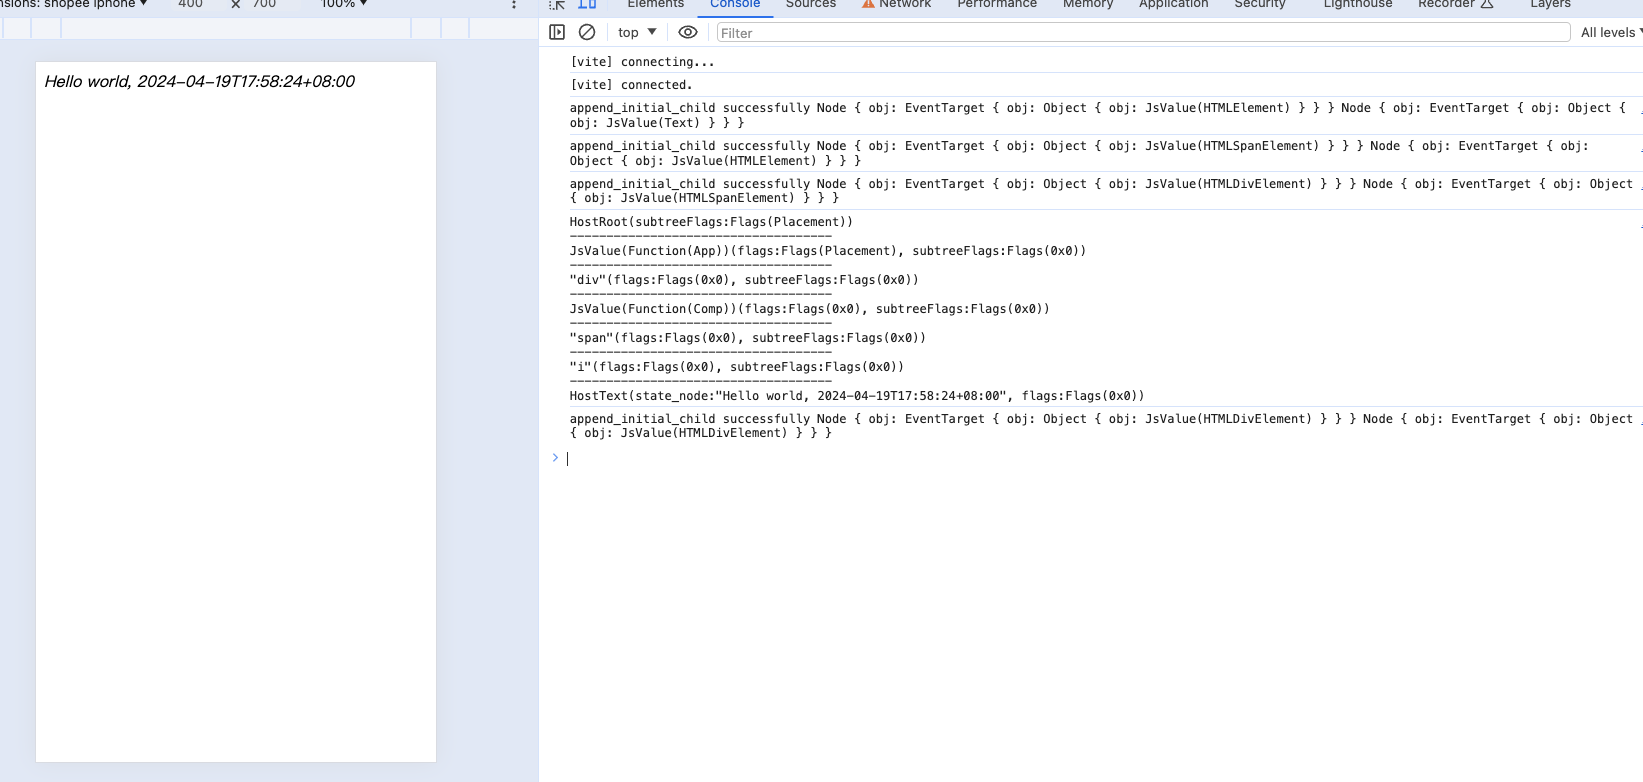 nsions: shopee iphone ▼ 400 × 700 100% ▼
Elements Console Sources Network Performance Memory Application Security Lighthouse Recorder Layers
top ▼ Filter All levels
Hello world, 2024-04-19T17:58:24+08:00
[vite] connecting...
[vite] connected.
append_initial_child successfully Node { obj: EventTarget { obj: Object { obj: JsValue(HTMLElement) } } } Node { obj: EventTarget { obj: Object {
obj: JsValue(Text) } } }
append_initial_child successfully Node { obj: EventTarget { obj: Object { obj: JsValue(HTMLSpanElement) } } } Node { obj: EventTarget { obj:
Object { obj: JsValue(HTMLElement) } } }
append_initial_child successfully Node { obj: EventTarget { obj: Object { obj: JsValue(HTMLDivElement) } } } Node { obj: EventTarget { obj: Object
{ obj: JsValue(HTMLSpanElement) } } }
HostRoot(subtreeFlags:Flags(Placement))
------------------------------------
JsValue(Function(App))(flags:Flags(Placement), subtreeFlags:Flags(0x0))
------------------------------------
"div"(flags:Flags(0x0), subtreeFlags:Flags(0x0))
------------------------------------
JsValue(Function(Comp))(flags:Flags(0x0), subtreeFlags:Flags(0x0))
------------------------------------
"span"(flags:Flags(0x0), subtreeFlags:Flags(0x0))
------------------------------------
"i"(flags:Flags(0x0), subtreeFlags:Flags(0x0))
------------------------------------
HostText(state_node:"Hello world, 2024-04-19T17:58:24+08:00", flags:Flags(0x0))
append_initial_child successfully Node { obj: EventTarget { obj: Object { obj: JsValue(HTMLDivElement) } } } Node { obj: EventTarget { obj: Object
{ obj: JsValue(HTMLDivElement) } } }
>